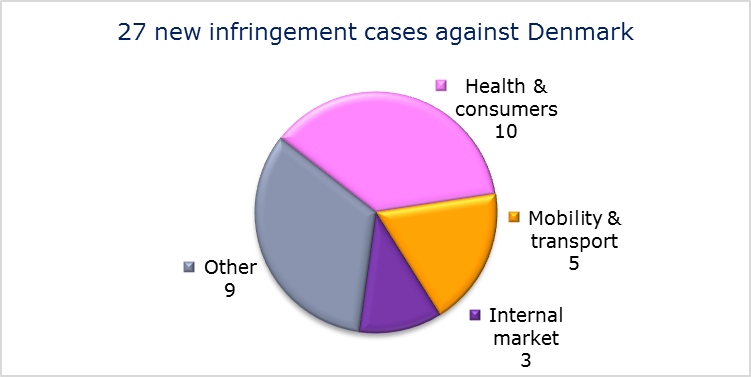 27 new infringement cases against Denmark
Health &
consumers
10
Mobility &
transport
5
Internal
market
3
Other
9